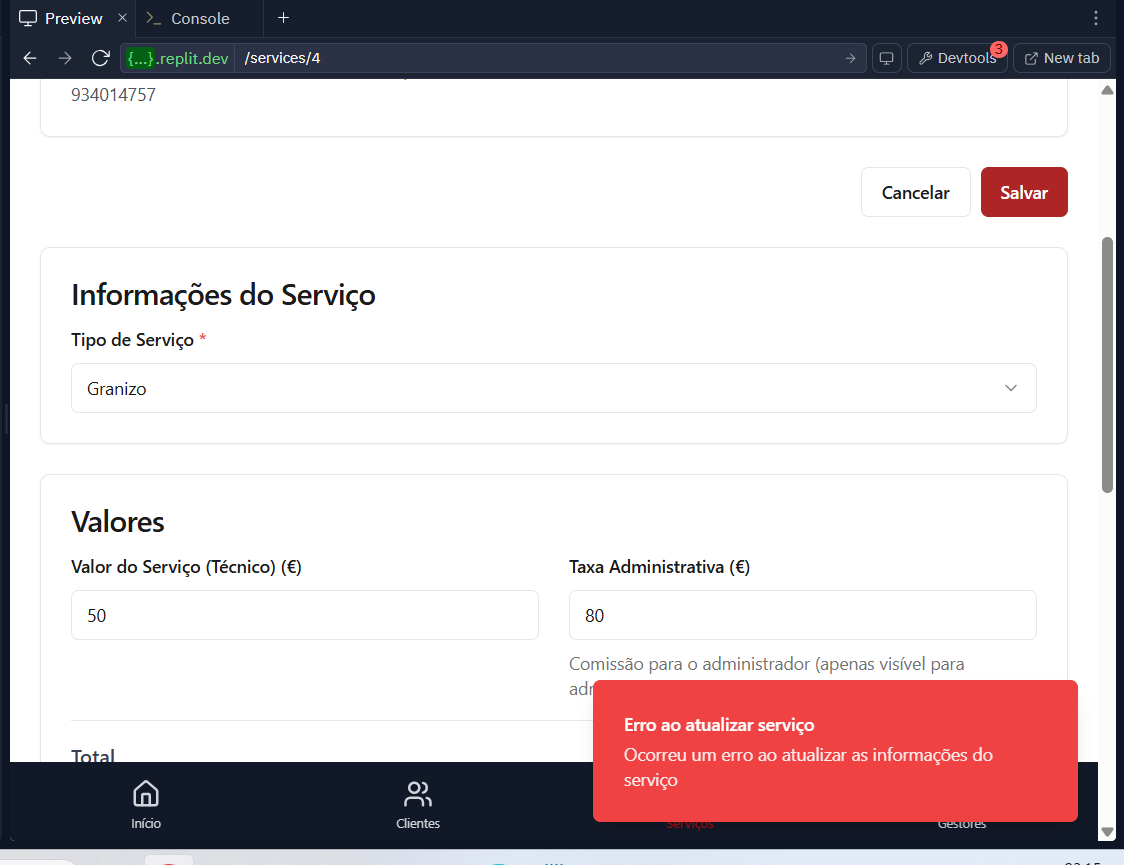 Preview
Console
{...}.replit.dev
/services/4
Devtools
3
New tab
934014757
Cancelar
Salvar
Informações do Serviço
Tipo de Serviço *
Granizo
Valores
Valor do Serviço (Técnico) (€)
Taxa Administrativa (€)
50
80
Comissão para o administrador (apenas visível para
Total
Erro ao atualizar serviço
Ocorreu um erro ao atualizar as informações do
serviço
Início
Clientes
Serviços
Gestores